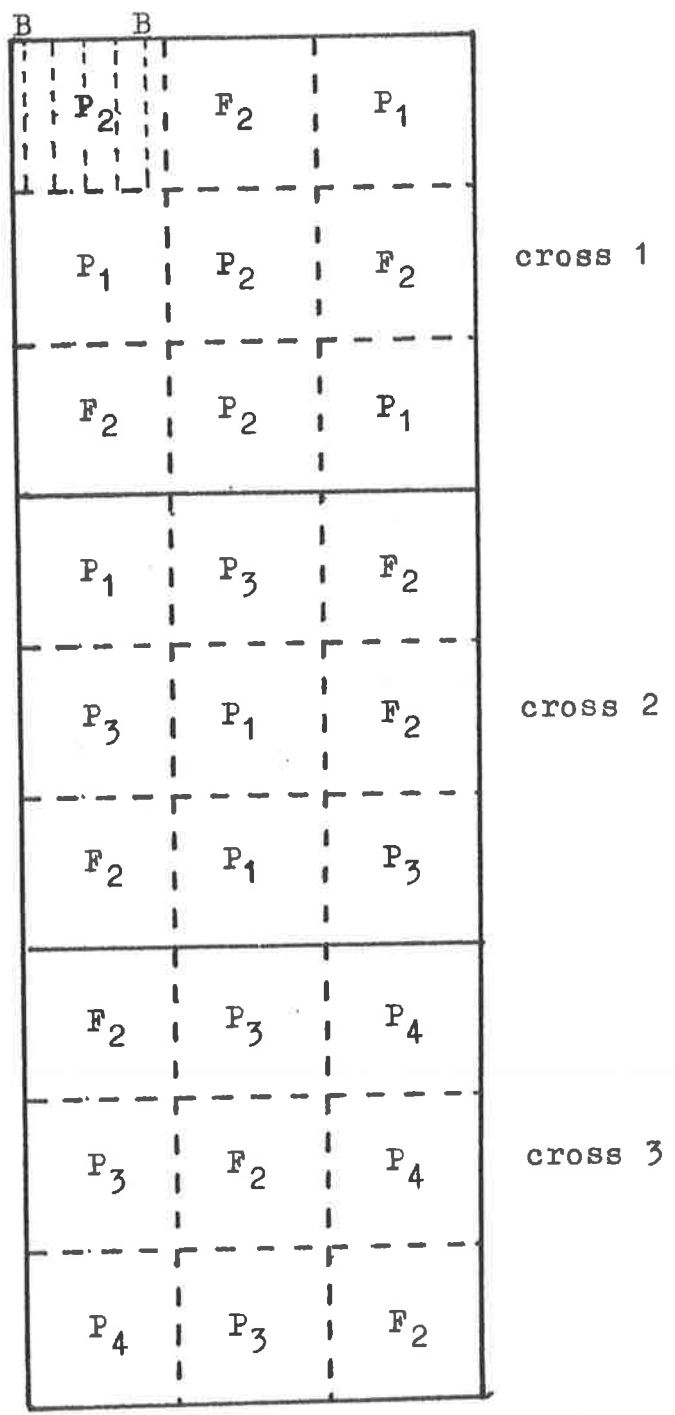 B B
P2 F2 P1
P1 P2 F2 cross 1
F2 P2 P1
P1 P3 F2
P3 P1 F2 cross 2
F2 P1 P3
F2 P3 P4
P3 F2 P4 cross 3
P4 P3 F2